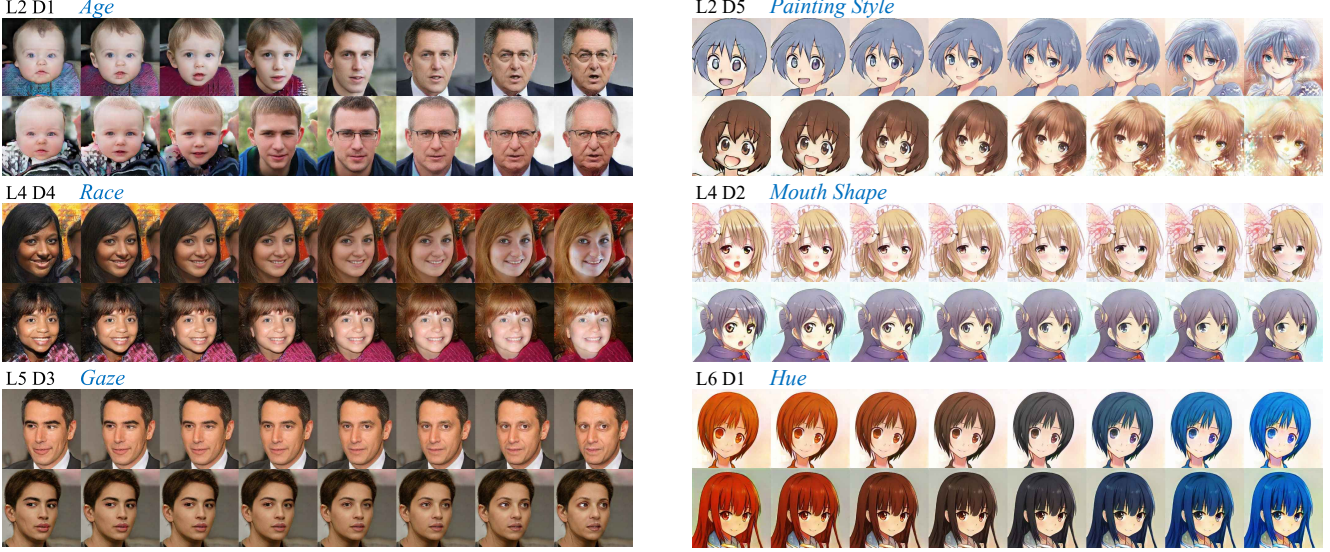 L2 D1 Age
L2 D5 Painting Style
L4 D4 Race
L4 D2 Mouth Shape
L5 D3 Gaze
L6 D1 Hue